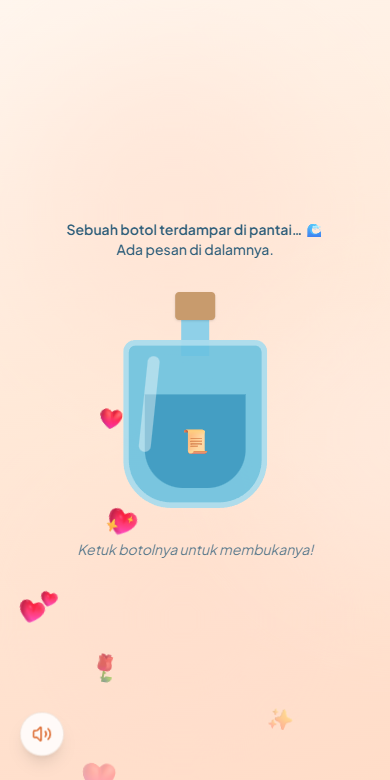 Sebuah botol terdampar di pantai… 🌊
Ada pesan di dalamnya.
Ketuk botolnya untuk membukanya!